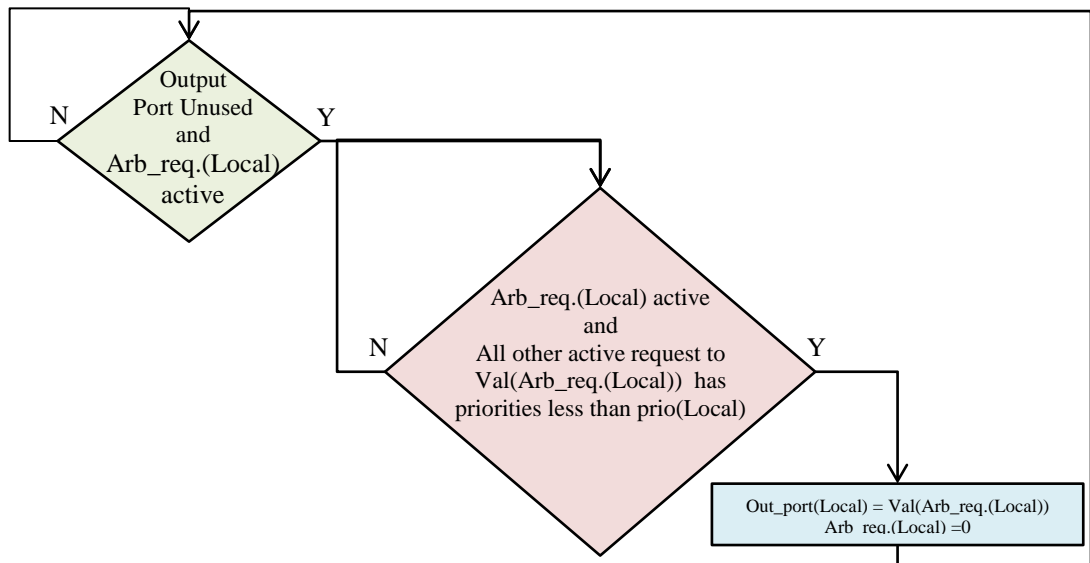 Output
Port Unused
and
Arb_req.(Local)
active
N
Y
Arb_req.(Local) active
and
All other active request to
Val(Arb_req.(Local)) has
priorities less than prio(Local)
N
Y
Out_port(Local) = Val(Arb_req.(Local))
Arb_req.(Local) =0